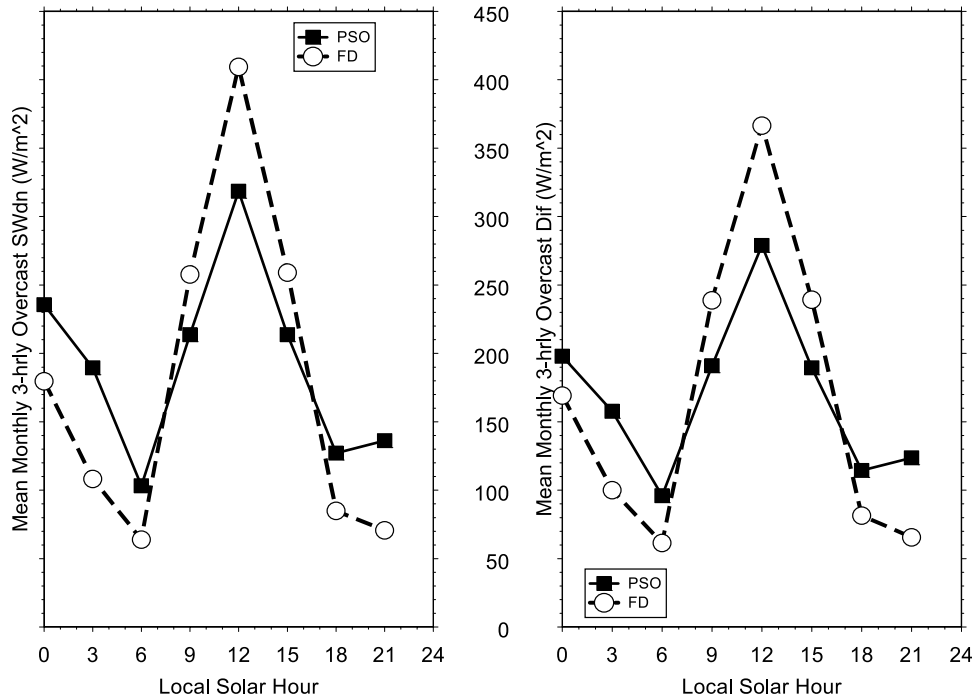 Mean Monthly 3-hrly Overcast SWdn (W/m^2)
PSO
FD
0 3 6 9 12 15 18 21 24
Local Solar Hour
Mean Monthly 3-hrly Overcast Dif (W/m^2)
450
400
350
300
250
200
150
100
50
0
PSO
FD
0 3 6 9 12 15 18 21 24
Local Solar Hour